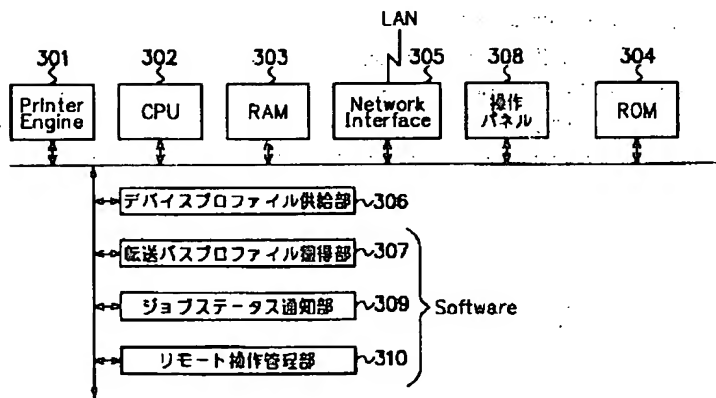 LAN
301 302 303 305 308 304
Printer Engine CPU RAM Network Interface 操作パネル ROM
デバイスプロファイル供給部 306
転送パスプロファイル獲得部 307
ジョブステータス通知部 309
Software
リモート操作管理部 310